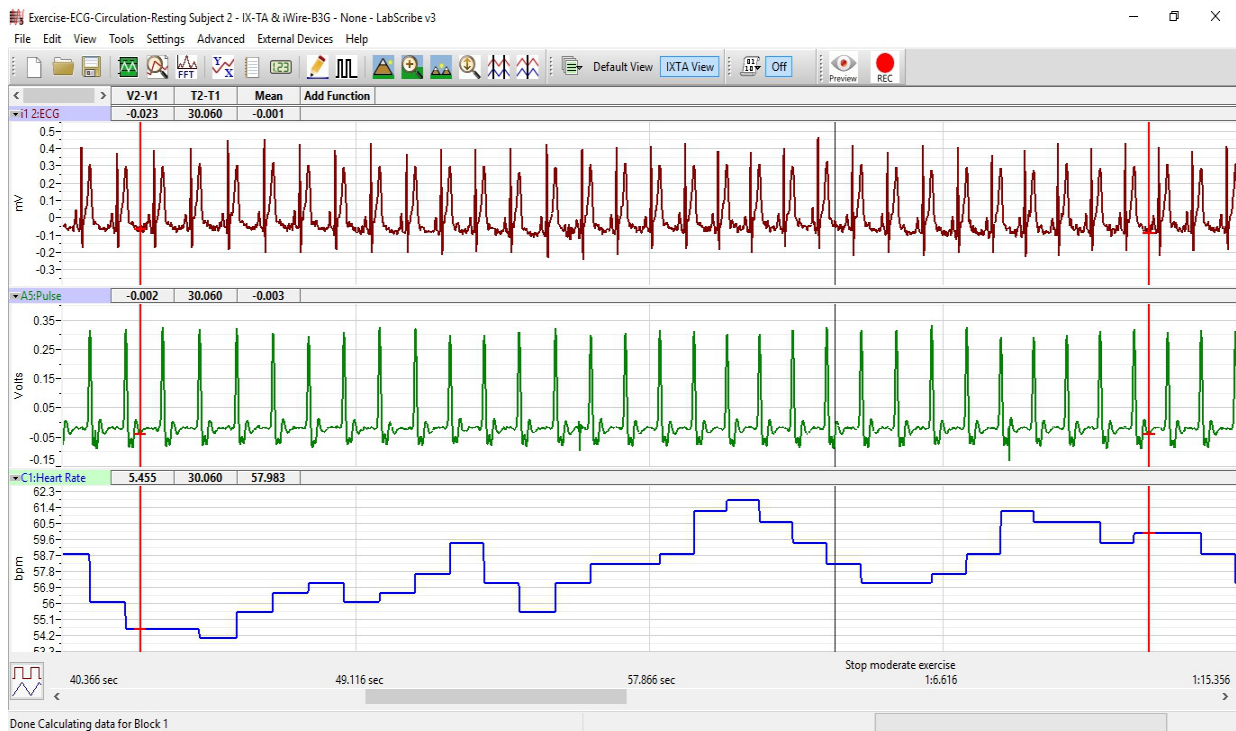 Exercise-ECG-Circulation-Resting Subject 2 - IX-TA & iWire-B3G - None - LabScribe v3
File Edit View Tools Settings Advanced External Devices Help
FFT Y X 123 Default View IXTA View 01 10 Off Preview REC
V2-V1 T2-T1 Mean Add Function
i1 2:ECG -0.023 30.060 -0.001
0.5
0.4
0.3
0.2
0.1
0
-0.1
-0.2
-0.3
mV
A5:Pulse -0.002 30.060 -0.003
0.35
0.25
0.15
0.05
-0.05
-0.15
Volts
C1:Heart Rate 5.455 30.060 57.983
62.3
61.4
60.5
59.6
58.7
57.8
56.9
56
55.1
54.2
53.3
bpm
Stop moderate exercise
40.366 sec 49.116 sec 57.866 sec 1:6.616 1:15.356
Done Calculating data for Block 1